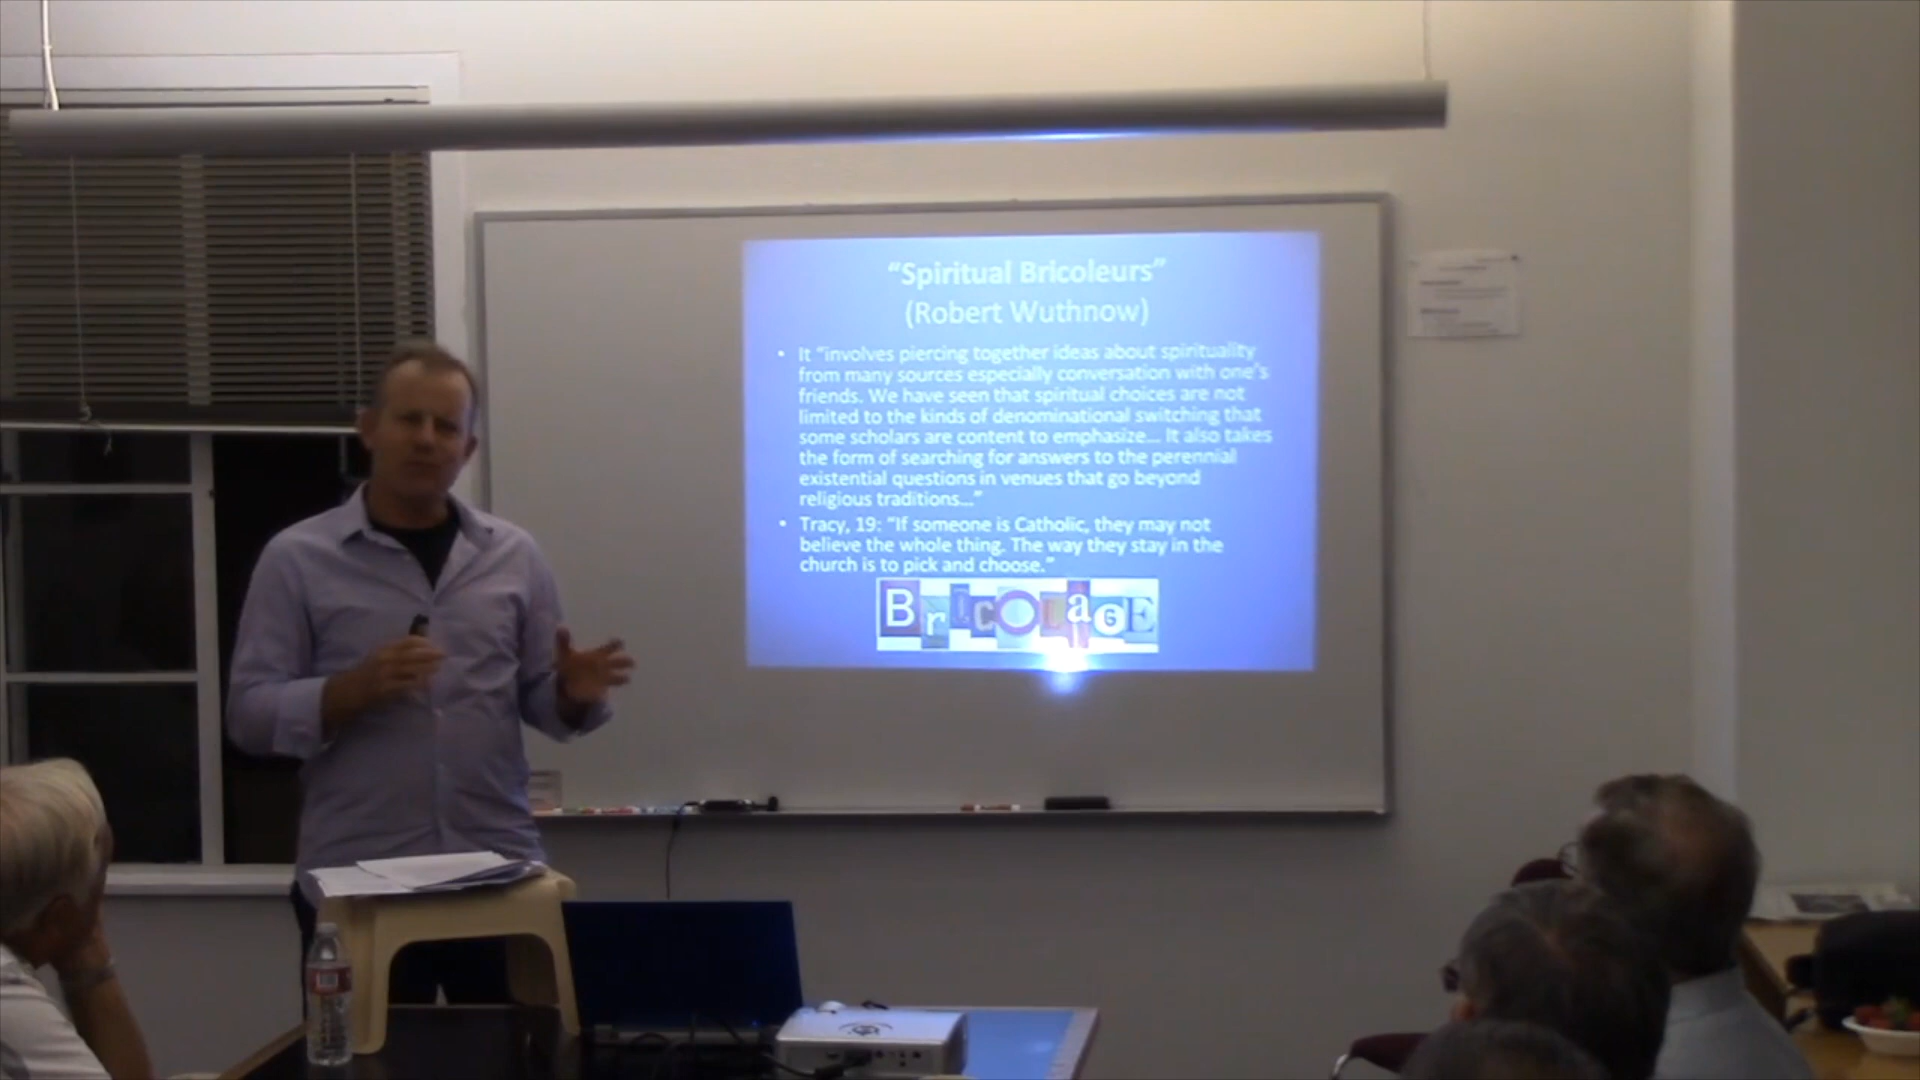 “Spiritual Bricoleurs”
(Robert Wuthnow)
• It “involves piercing together ideas about spirituality
from many sources especially conversation with one’s
friends. We have seen that spiritual choices are not
limited to the kinds of denominational switching that
some scholars are content to emphasize... It also takes
the form of searching for answers to the perennial
existential questions in venues that go beyond
religious traditions...”
• Tracy, 19: “If someone is Catholic, they may not
believe the whole thing. The way they stay in the
church is to pick and choose.”
BricOlaGE